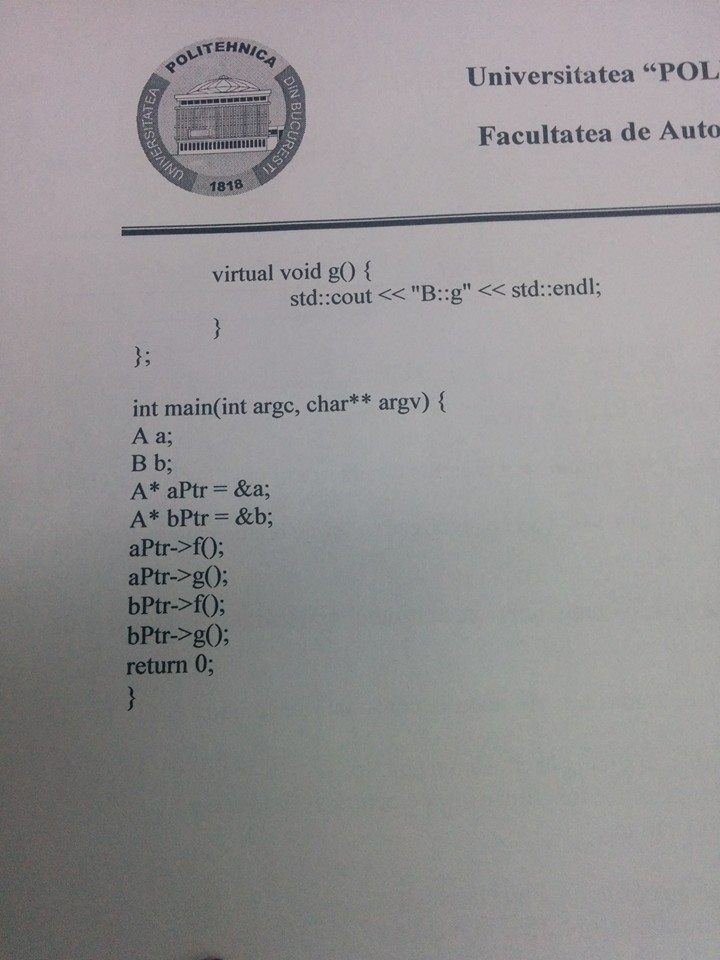 POLITEHNICA
UNIVERSITATEA
DIN BUCURESTI
1818
Universitatea “POL
Facultatea de Auto
virtual void g() {
std::cout << "B::g" << std::endl;
}
};
int main(int argc, char** argv) {
A a;
B b;
A* aPtr = &a;
A* bPtr = &b;
aPtr->f();
aPtr->g();
bPtr->f();
bPtr->g();
return 0;
}